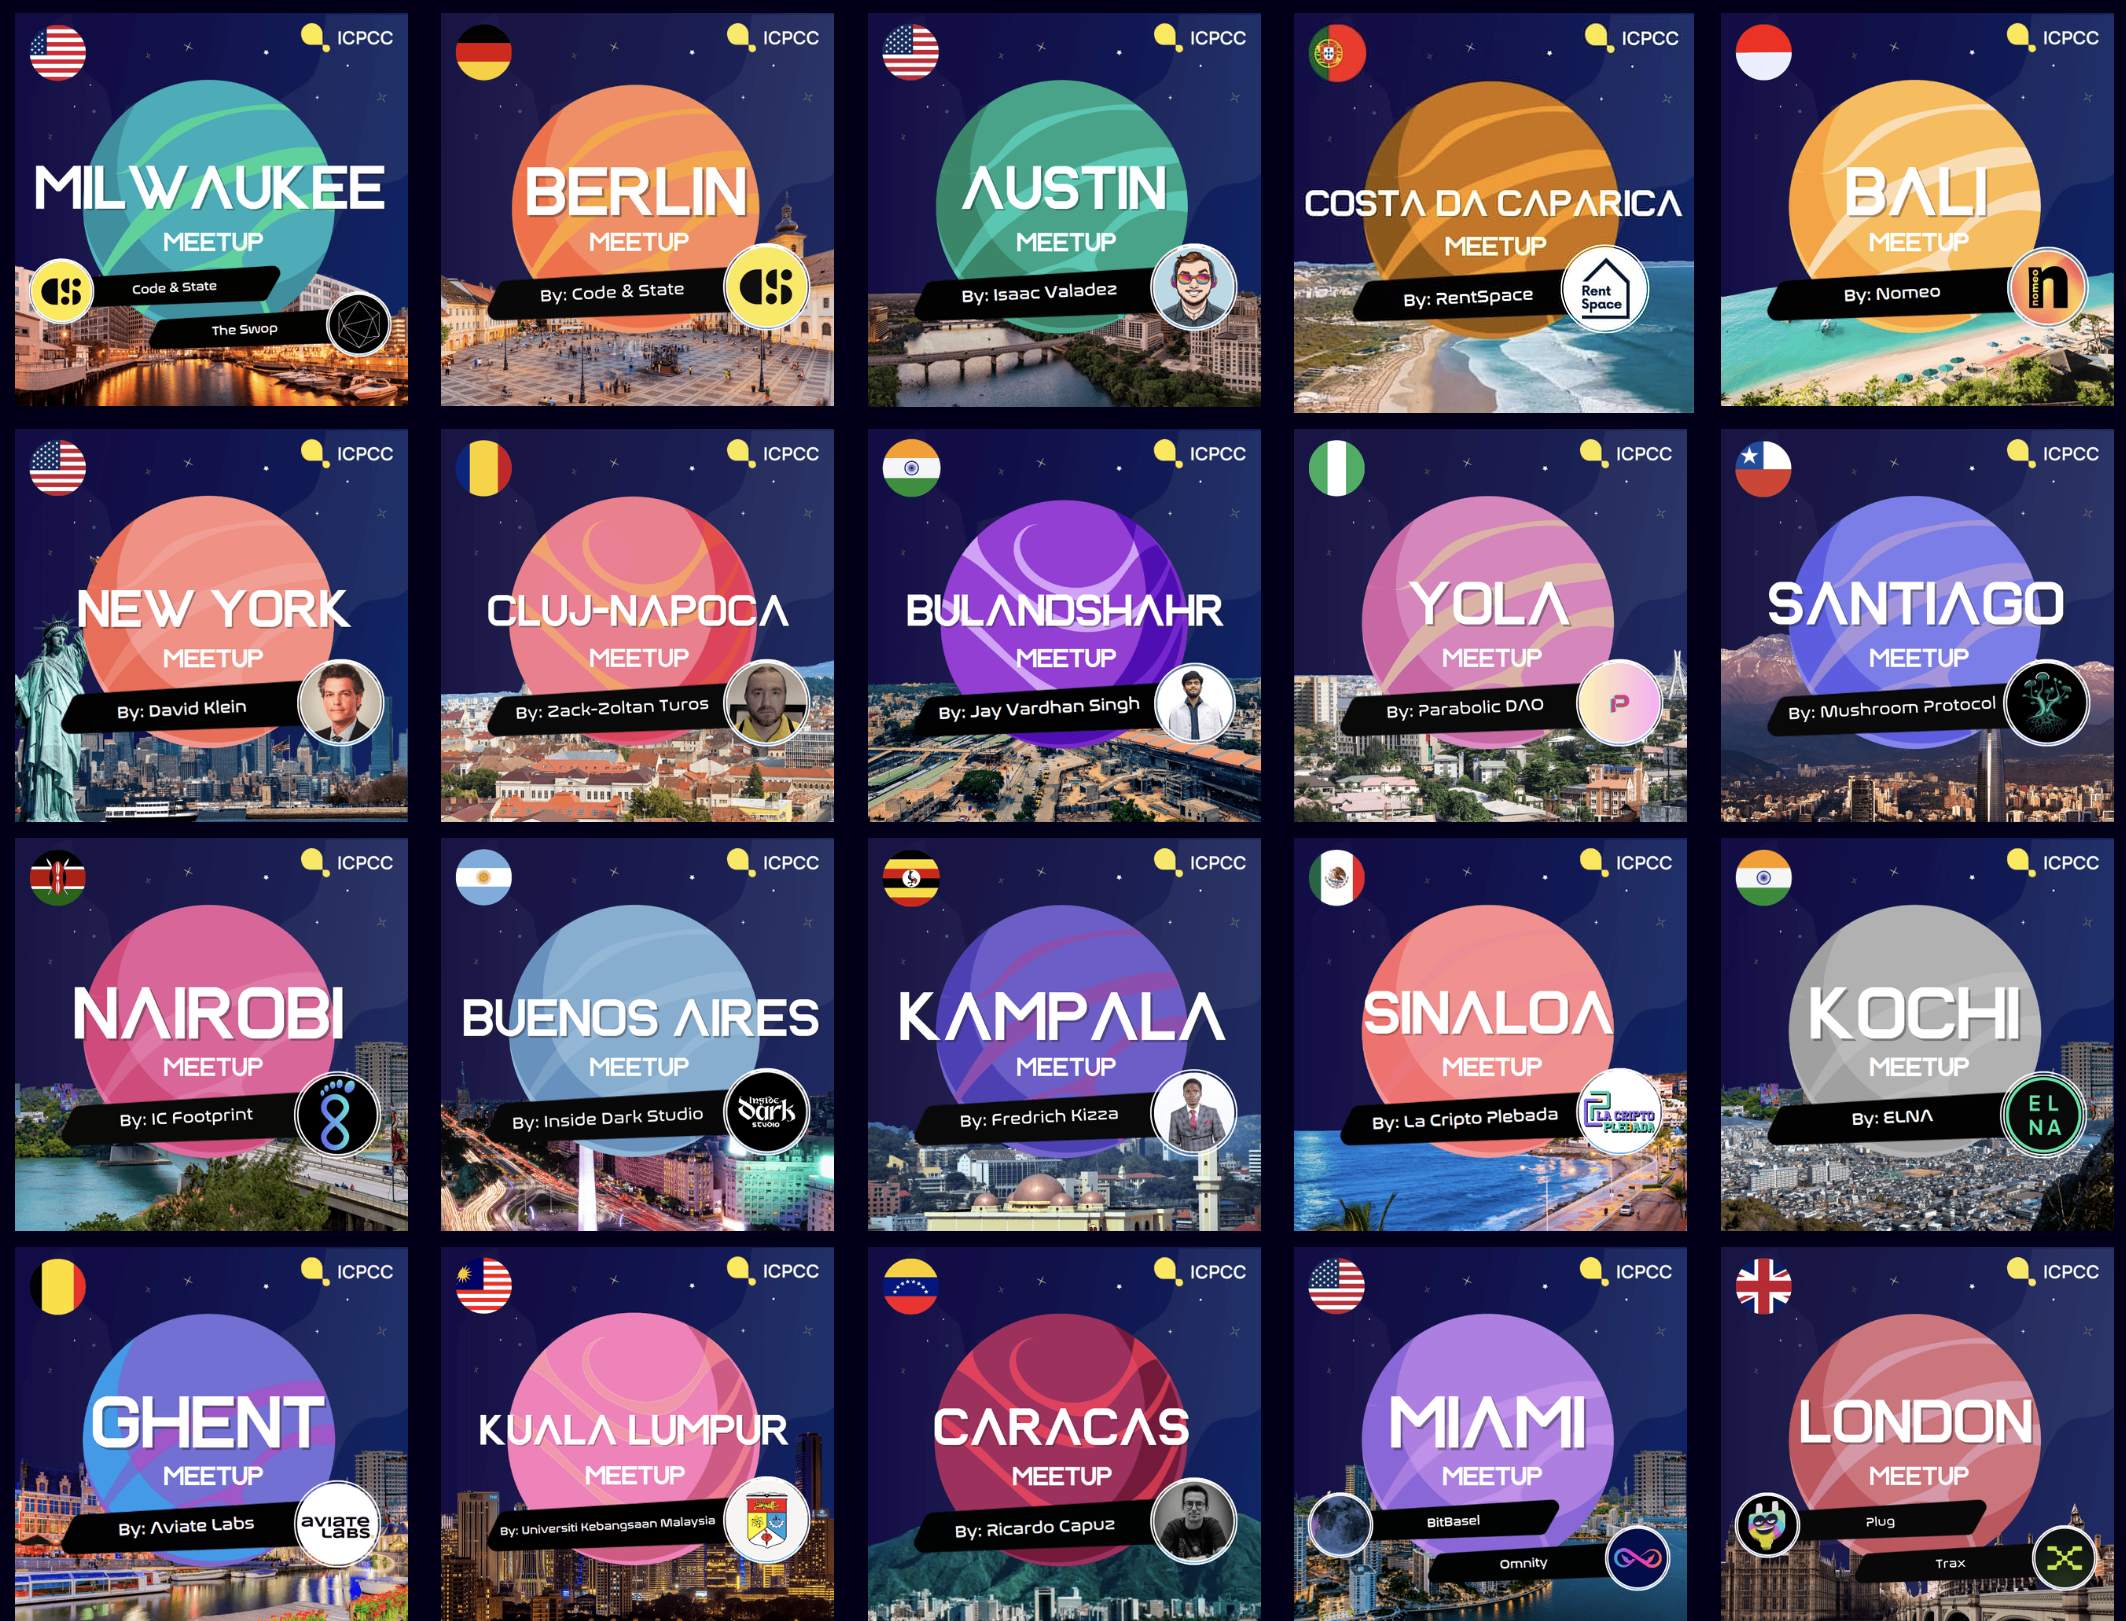 ICPCC
MILWAUKEE
MEETUP
Code & State
The Swop
ICPCC
BERLIN
MEETUP
By: Code & State
ICPCC
AUSTIN
MEETUP
By: Isaac Valadez
ICPCC
COSTA DA CAPARICA
MEETUP
By: RentSpace
Rent
Space
ICPCC
BALI
MEETUP
By: Nomeo
nomeo
n
ICPCC
NEW YORK
MEETUP
By: David Klein
ICPCC
CLUJ-NAPOCA
MEETUP
By: Zack-Zoltan Turos
ICPCC
BULANDSHAHR
MEETUP
By: Jay Vardhan Singh
ICPCC
YOLA
MEETUP
By: Parabolic DAO
P
ICPCC
SANTIAGO
MEETUP
By: Mushroom Protocol
ICPCC
NAIROBI
MEETUP
By: IC Footprint
ICPCC
BUENOS AIRES
MEETUP
By: Inside Dark Studio
Inside
Dark
STUDIO
ICPCC
KAMPALA
MEETUP
By: Fredrich Kizza
ICPCC
SINALOA
MEETUP
By: La Cripto Plebada
LA CRIPTO
PLEBADA
ICPCC
KOCHI
MEETUP
By: ELNA
EL
NA
ICPCC
GHENT
MEETUP
By: Aviate Labs
AVIATE
LABS
ICPCC
KUALA LUMPUR
MEETUP
By: Universiti Kebangsaan Malaysia
ICPCC
CARACAS
MEETUP
By: Ricardo Capuz
ICPCC
MIAMI
MEETUP
BitBasel
Omnity
ICPCC
LONDON
MEETUP
Plug
Trax